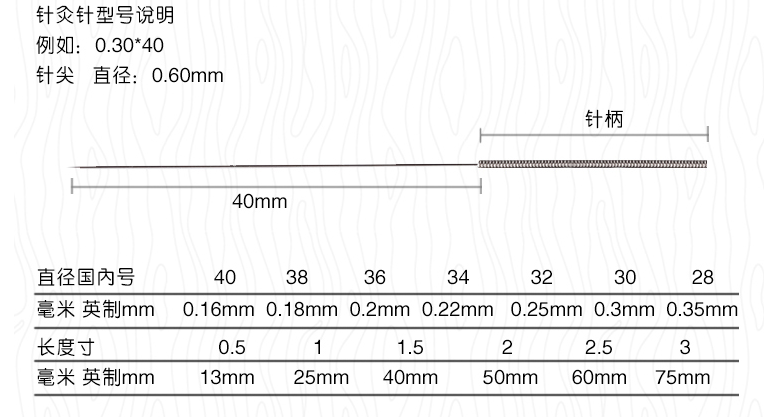 针灸针型号说明
例如：0.30*40
针尖 直径：0.60mm
针柄
40mm
直径国内号 40 38 36 34 32 30 28
毫米 英制mm 0.16mm 0.18mm 0.2mm 0.22mm 0.25mm 0.3mm 0.35mm
长度寸 0.5 1 1.5 2 2.5 3
毫米 英制mm 13mm 25mm 40mm 50mm 60mm 75mm